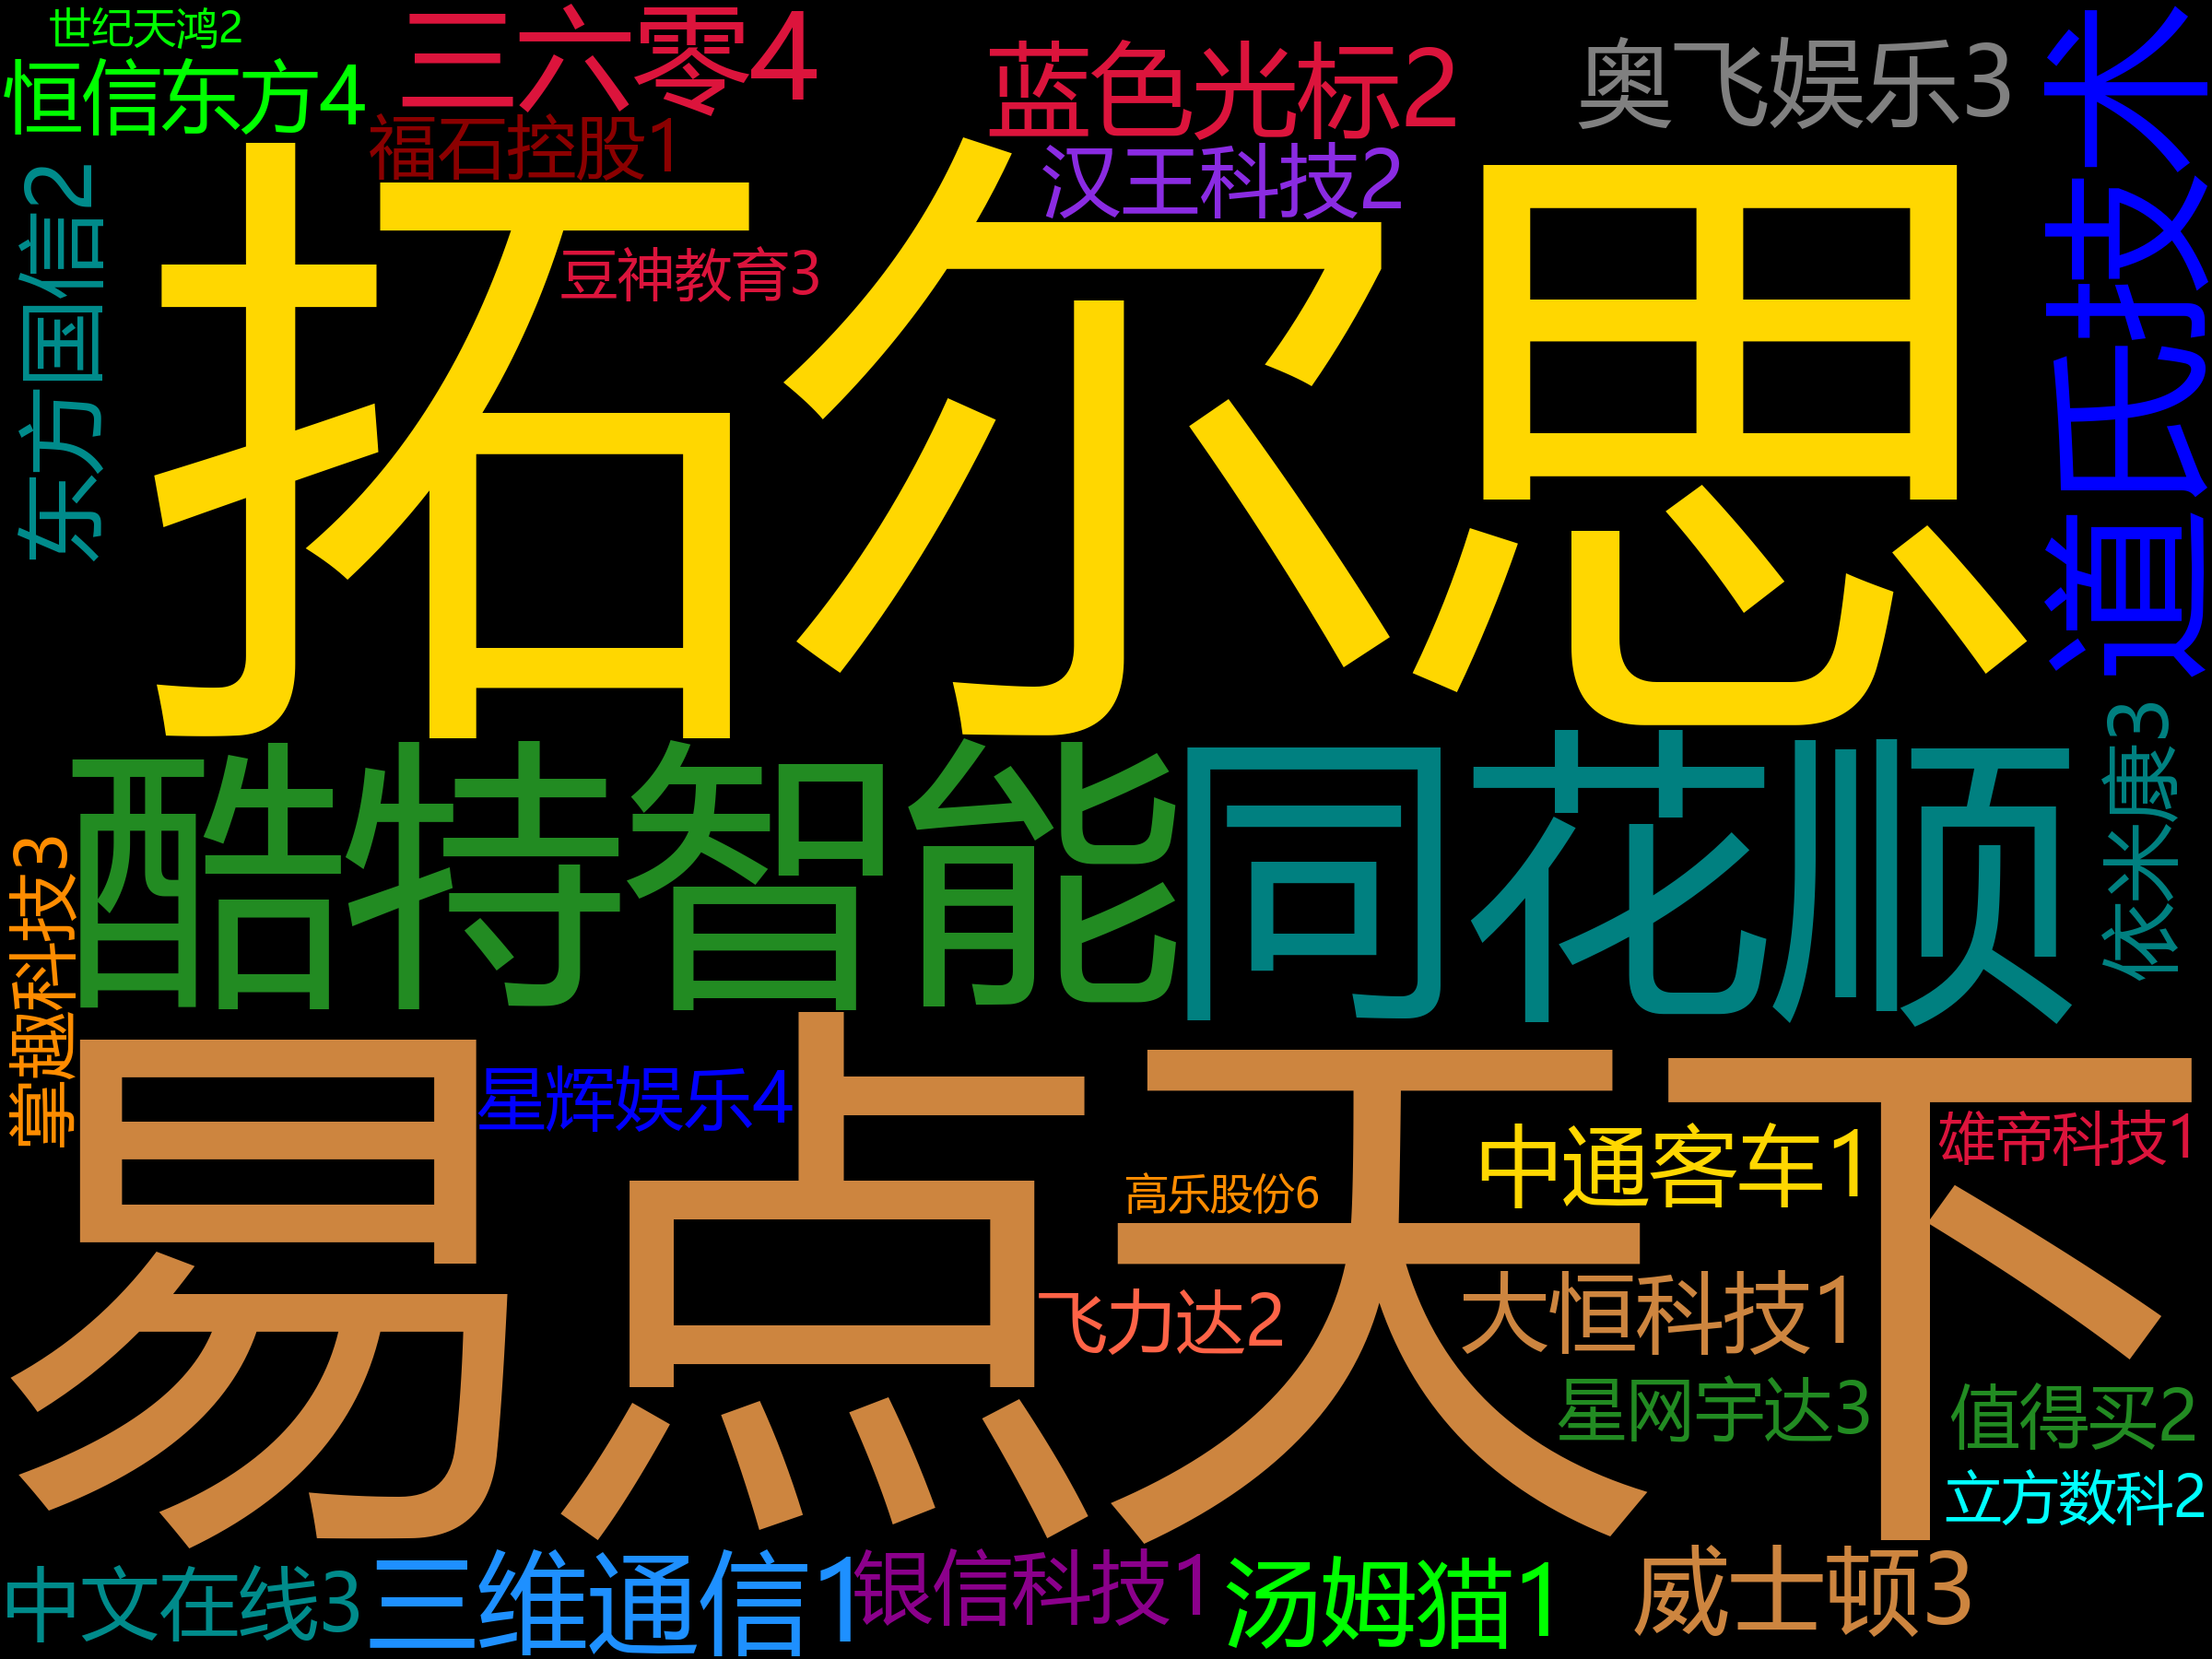 世纪天鸿2
恒信东方4
三六零4
蓝色光标2
奥飞娱乐3
道氏技术
福石控股1
汉王科技2
东方国信2
豆神教育3
拓尔思
酷特智能
同花顺
依米康3
掌趣科技3
易点天下
星辉娱乐4
高乐股份6
中通客车1
雄帝科技1
飞力达2
大恒科技1
星网宇达3
值得买2
立方数科2
中文在线3
三维通信1
银信科技1
汤姆猫1
威士顿3